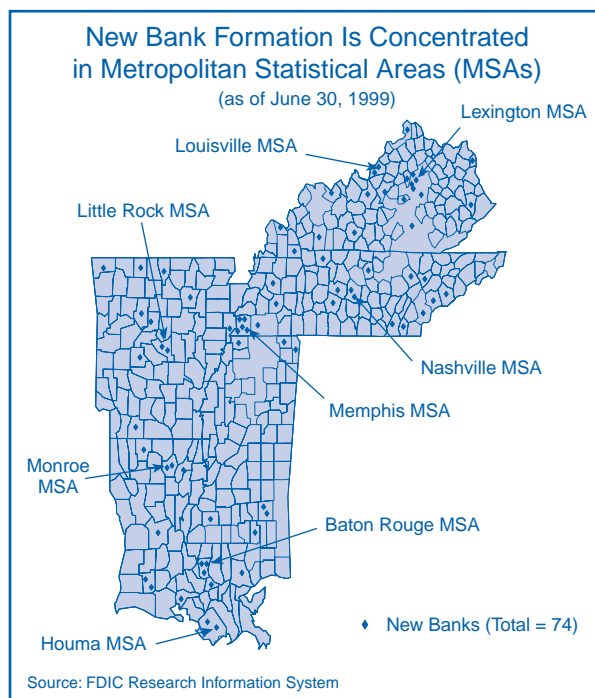 New Bank Formation Is Concentrated
in Metropolitan Statistical Areas (MSAs)
(as of June 30, 1999)
Lexington MSA
Louisville MSA
Little Rock MSA
Nashville MSA
Memphis MSA
Monroe
MSA
Baton Rouge MSA
New Banks (Total = 74)
Houma MSA
Source: FDIC Research Information System